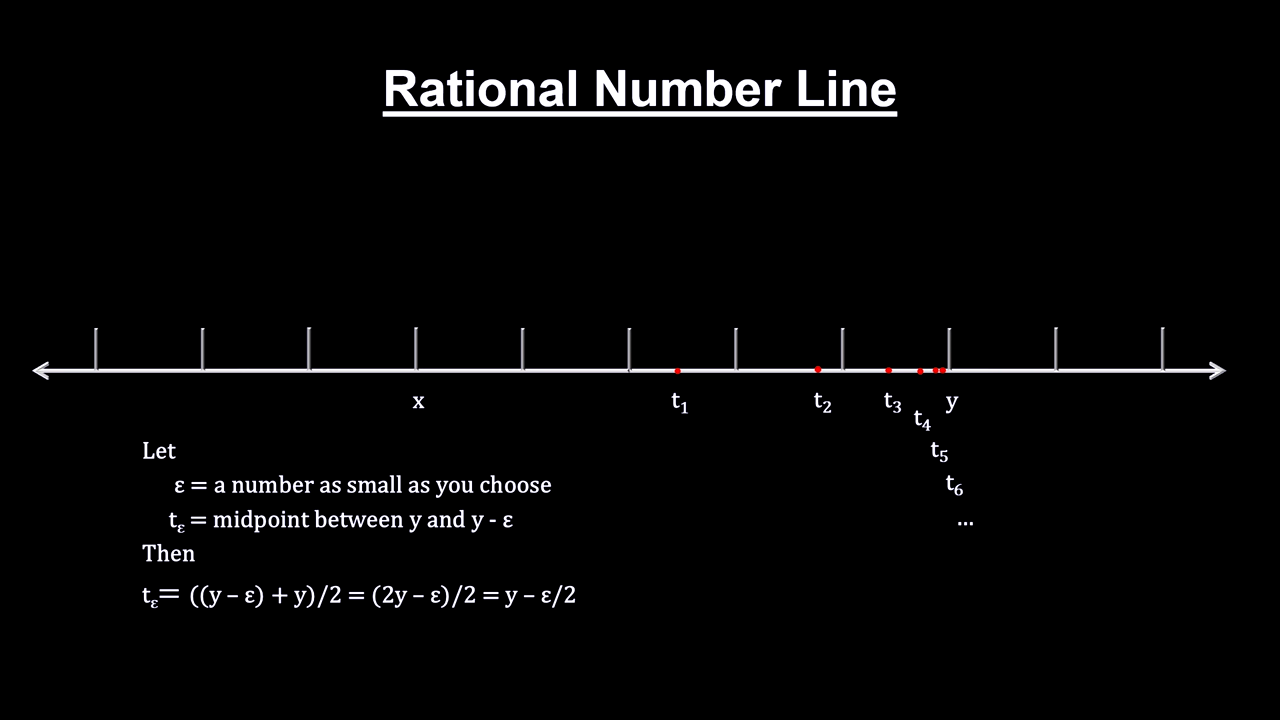 Rational Number Line
x t₁ t₂ t₃ y
t₄
Let t₅
ε = a number as small as you choose t₆
tε = midpoint between y and y - ε ...
Then
tε= ((y – ε) + y)/2 = (2y – ε)/2 = y – ε/2